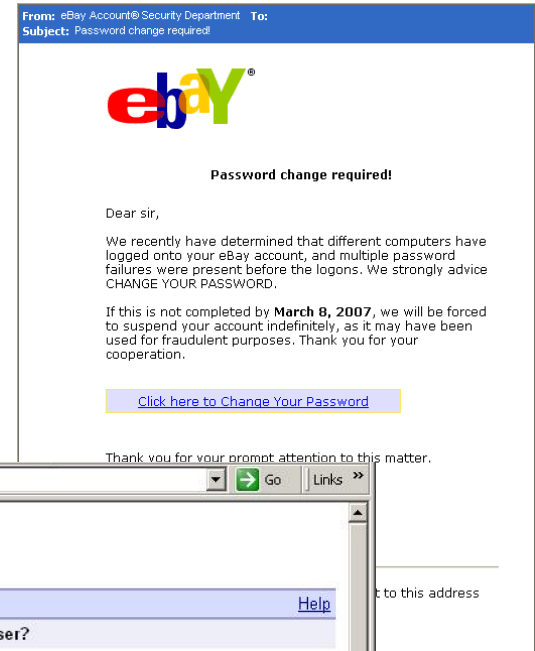 From: eBay Account® Security Department To:
Subject: Password change required!
ebaY®
Password change required!
Dear sir,
We recently have determined that different computers have
logged onto your eBay account, and multiple password
failures were present before the logons. We strongly advice
CHANGE YOUR PASSWORD.
If this is not completed by March 8, 2007, we will be forced
to suspend your account indefinitely, as it may have been
used for fraudulent purposes. Thank you for your
cooperation.
Click here to Change Your Password
Thank you for your prompt attention to this matter.
Go Links »
to this address
Help